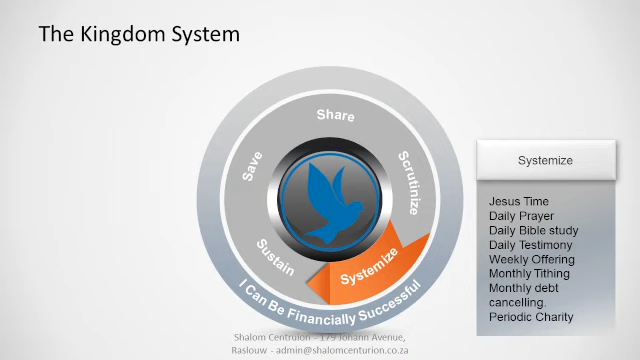 The Kingdom System
Share
Save
Scrutinize
Sustain
Systemize
I Can Be Financially Successful
Systemize
Jesus Time
Daily Prayer
Daily Bible study
Daily Testimony
Weekly Offering
Monthly Tithing
Monthly debt
cancelling.
Periodic Charity
Shalom Centruion - 179 Johann Avenue,
Raslouw - admin@shalomcenturion.co.za